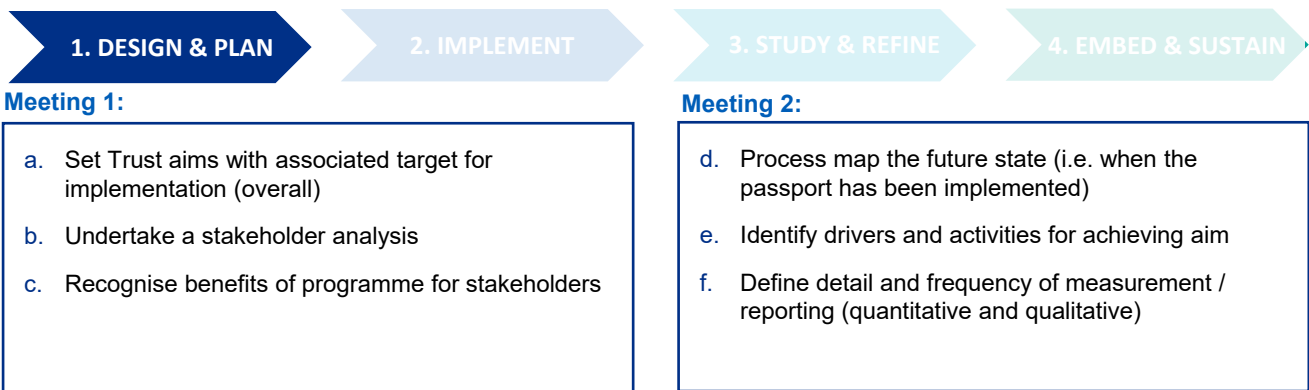 1. DESIGN & PLAN
2. IMPLEMENT
3. STUDY & REFINE
4. EMBED & SUSTAIN
Meeting 1:
a. Set Trust aims with associated target for
implementation (overall)
b. Undertake a stakeholder analysis
c. Recognise benefits of programme for stakeholders
Meeting 2:
d. Process map the future state (i.e. when the
passport has been implemented)
e. Identify drivers and activities for achieving aim
f. Define detail and frequency of measurement /
reporting (quantitative and qualitative)